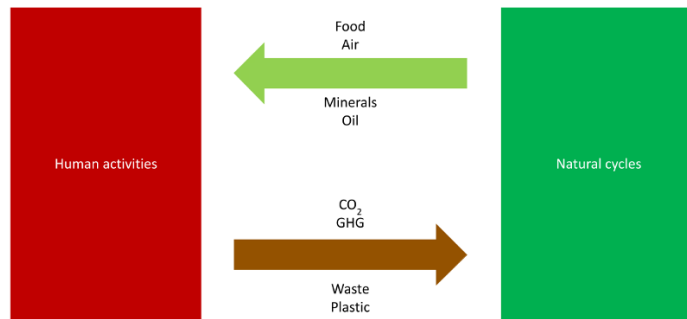 Food
Air
Minerals
Oil
Human activities
Natural cycles
CO₂
GHG
Waste
Plastic